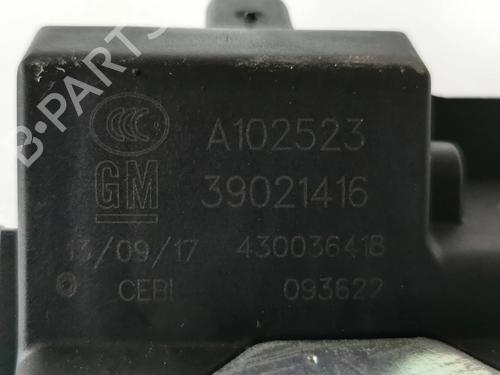 B-PARTS
CCC A102523
GM 39021416
13/09/17 430036418
CEBI 093622